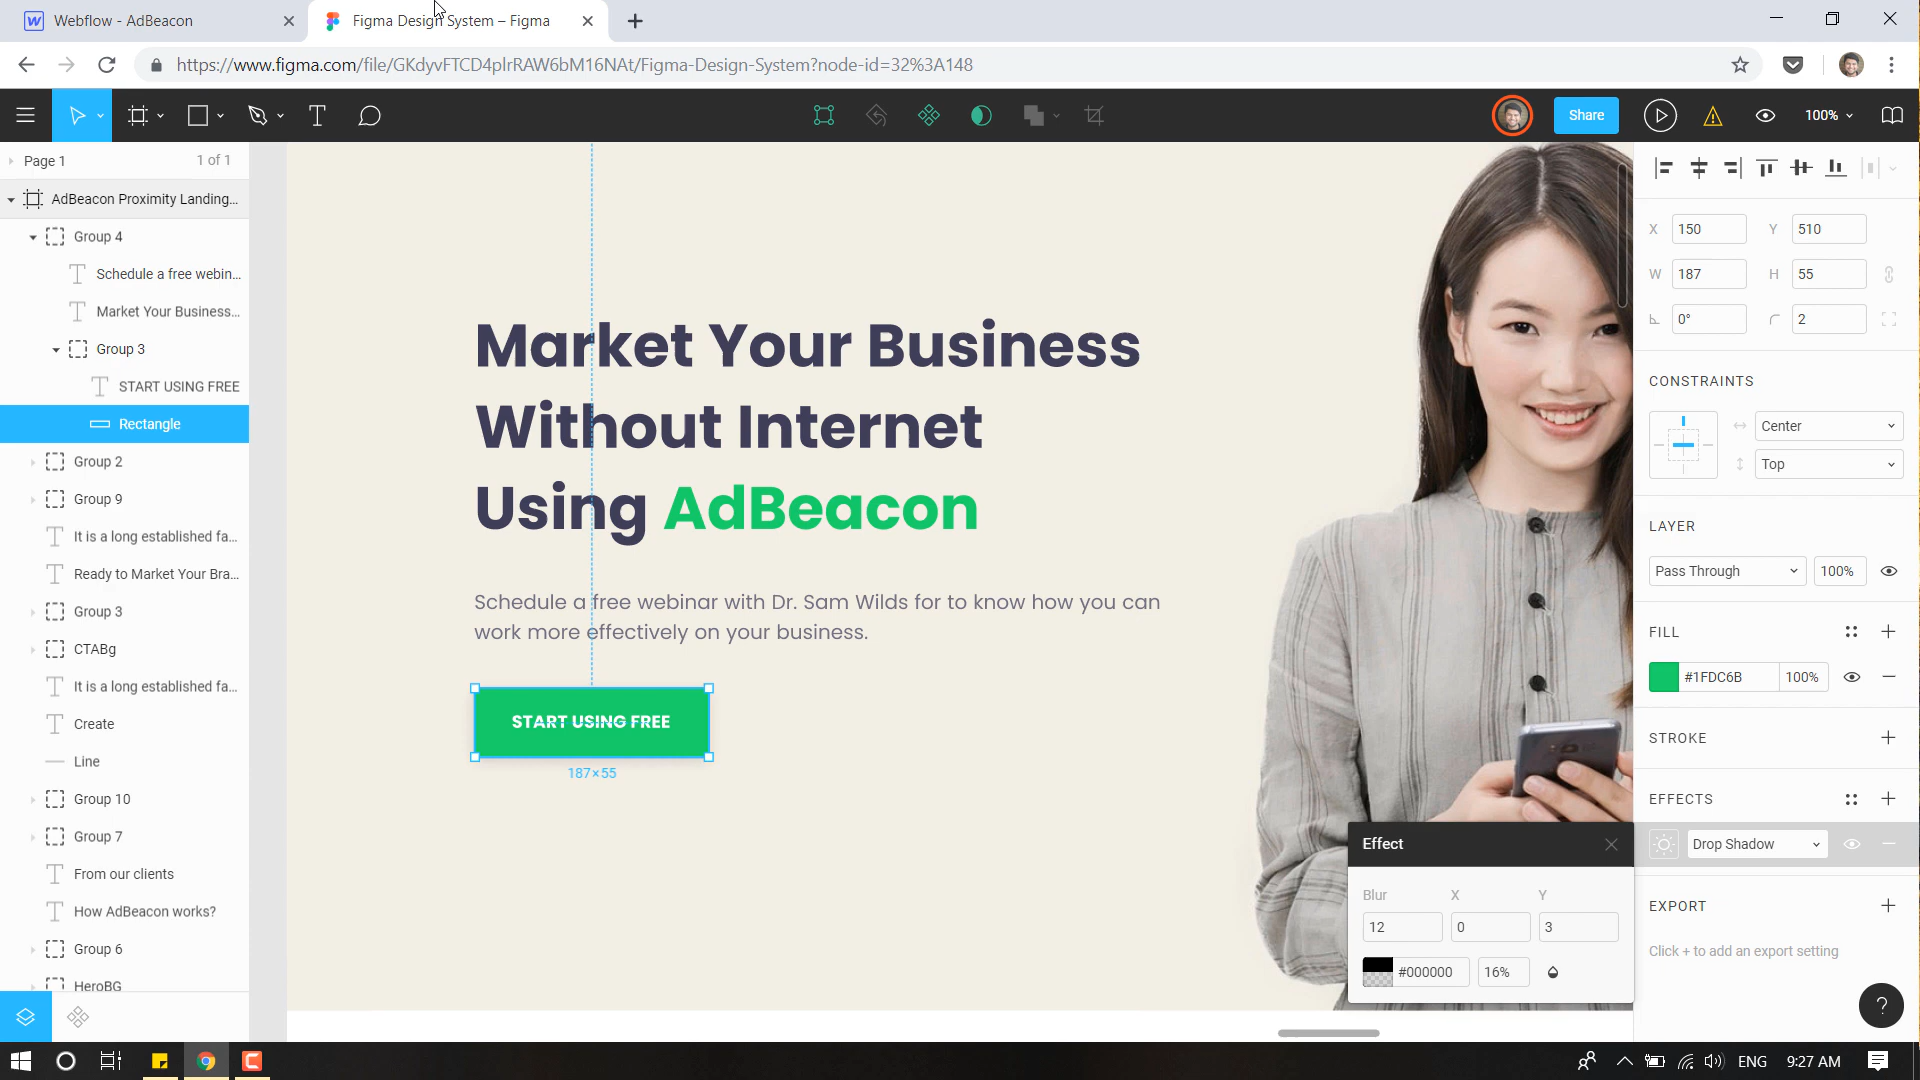 Webflow - AdBeacon
Figma Design System – Figma
https://www.figma.com/file/GKdyvFTCD4plrRAW6bM16NAt/Figma-Design-System?node-id=32%3A148
Share
100%
Page 1
1 of 1
AdBeacon Proximity Landing...
Group 4
Schedule a free webin...
Market Your Business...
Group 3
START USING FREE
Rectangle
Group 2
Group 9
It is a long established fa...
Ready to Market Your Bra...
Group 3
CTABg
It is a long established fa...
Create
Line
Group 10
Group 7
From our clients
How AdBeacon works?
Group 6
HeroBG
Market Your Business
Without Internet
Using AdBeacon
Schedule a free webinar with Dr. Sam Wilds for to know how you can
work more effectively on your business.
START USING FREE
187×55
X 150 Y 510
W 187 H 55
0° 2
CONSTRAINTS
Center
Top
LAYER
Pass Through 100%
FILL
#1FDC6B 100%
STROKE
EFFECTS
Drop Shadow
EXPORT
Click + to add an export setting
Effect
Blur X Y
12 0 3
#000000 16%
?
ENG 9:27 AM